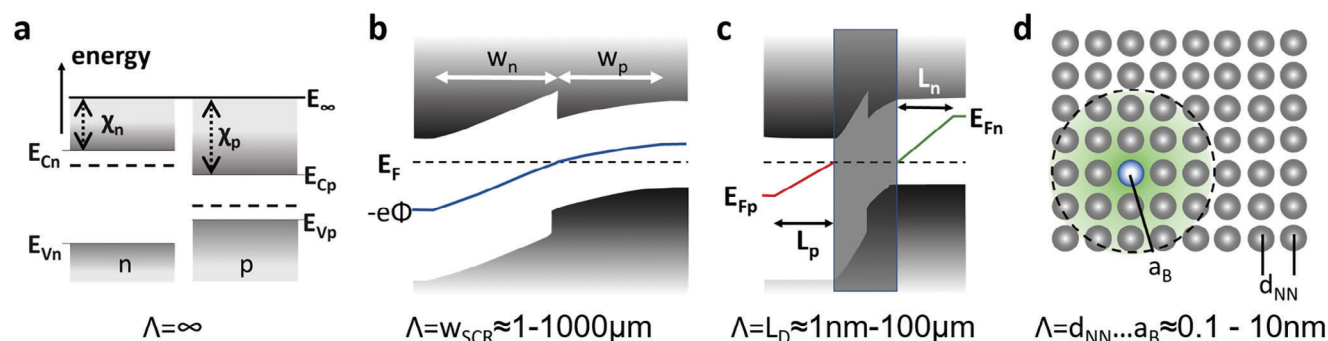 a
energy
E∞
χn
χp
ECn
ECp
EVn
EVp
n
p
Λ=∞
b
wn
wp
EF
-eΦ
Λ=wSCR≈1-1000μm
c
Ln
EFn
EFp
Lp
Λ=LD≈1nm-100μm
d
aB
dNN
Λ=dNN...aB≈0.1 - 10nm